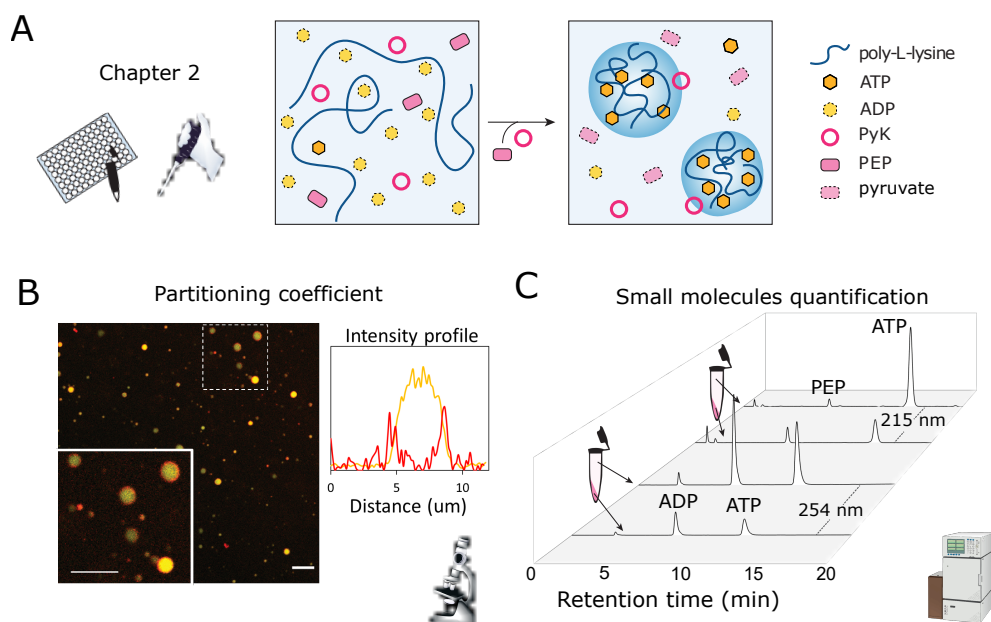 A
Chapter 2
poly-L-lysine
ATP
ADP
PyK
PEP
pyruvate
B
Partitioning coefficient
Intensity profile
0
5
10
Distance (um)
C
Small molecules quantification
ATP
PEP
215 nm
ADP
ATP
254 nm
0
5
10
15
20
Retention time (min)